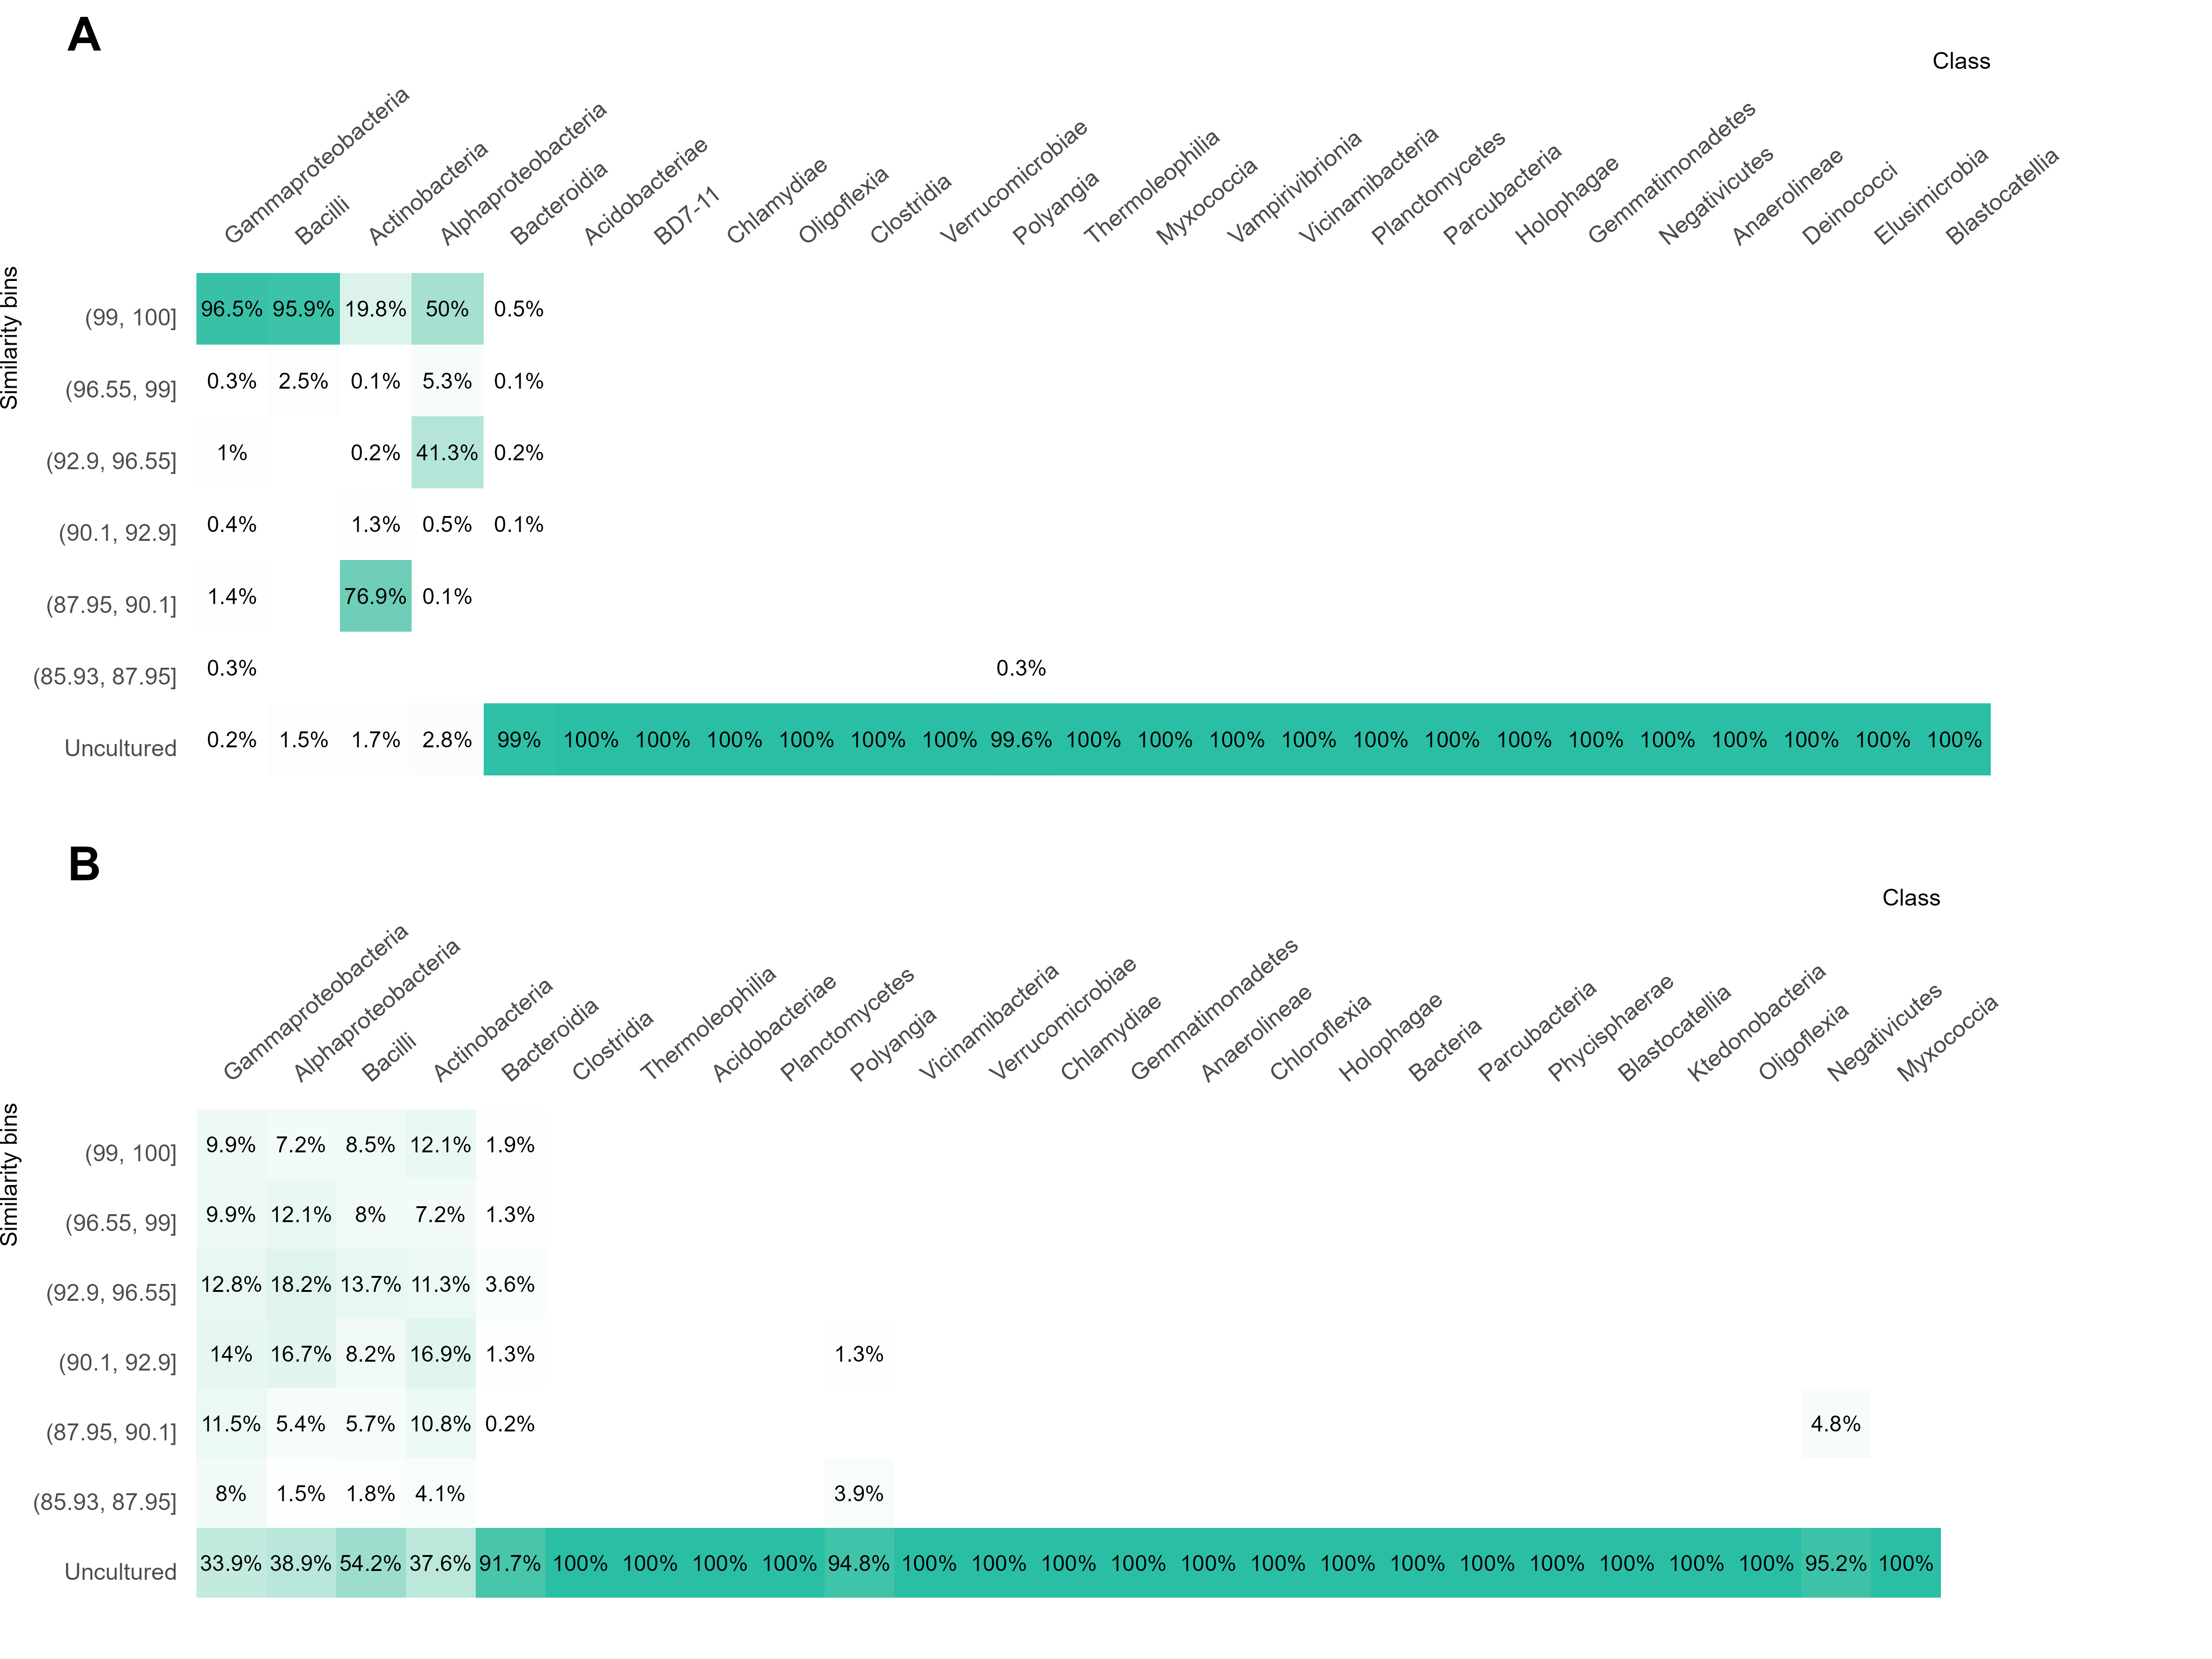 A
Class
Gammaproteobacteria
Bacilli
Actinobacteria
Alphaproteobacteria
Bacteroidia
Acidobacteriae
BD7-11
Chlamydiae
Oligoflexia
Clostridia
Verrucomicrobiae
Polyangia
Thermoleophilia
Myxococcia
Vampirivibrionia
Vicinamibacteria
Planctomycetes
Parcubacteria
Holophagae
Gemmatimonadetes
Negativicutes
Anaerolineae
Deinococci
Elusimicrobia
Blastocatellia
Similarity bins
(99, 100] 96.5% 95.9% 19.8% 50% 0.5%
(96.55, 99] 0.3% 2.5% 0.1% 5.3% 0.1%
(92.9, 96.55] 1% 0.2% 41.3% 0.2%
(90.1, 92.9] 0.4% 1.3% 0.5% 0.1%
(87.95, 90.1] 1.4% 76.9% 0.1%
(85.93, 87.95] 0.3% 0.3%
Uncultured 0.2% 1.5% 1.7% 2.8% 99% 100% 100% 100% 100% 100% 100% 99.6% 100% 100% 100% 100% 100% 100% 100% 100% 100% 100% 100% 100% 100%
B
Class
Gammaproteobacteria
Alphaproteobacteria
Bacilli
Actinobacteria
Bacteroidia
Clostridia
Thermoleophilia
Acidobacteriae
Planctomycetes
Polyangia
Vicinamibacteria
Verrucomicrobiae
Chlamydiae
Gemmatimonadetes
Anaerolineae
Chloroflexia
Holophagae
Bacteria
Parcubacteria
Phycisphaerae
Blastocatellia
Ktedonobacteria
Oligoflexia
Negativicutes
Myxococcia
Similarity bins
(99, 100] 9.9% 7.2% 8.5% 12.1% 1.9%
(96.55, 99] 9.9% 12.1% 8% 7.2% 1.3%
(92.9, 96.55] 12.8% 18.2% 13.7% 11.3% 3.6%
(90.1, 92.9] 14% 16.7% 8.2% 16.9% 1.3% 1.3%
(87.95, 90.1] 11.5% 5.4% 5.7% 10.8% 0.2% 4.8%
(85.93, 87.95] 8% 1.5% 1.8% 4.1% 3.9%
Uncultured 33.9% 38.9% 54.2% 37.6% 91.7% 100% 100% 100% 100% 94.8% 100% 100% 100% 100% 100% 100% 100% 100% 100% 100% 100% 100% 100% 95.2% 100%